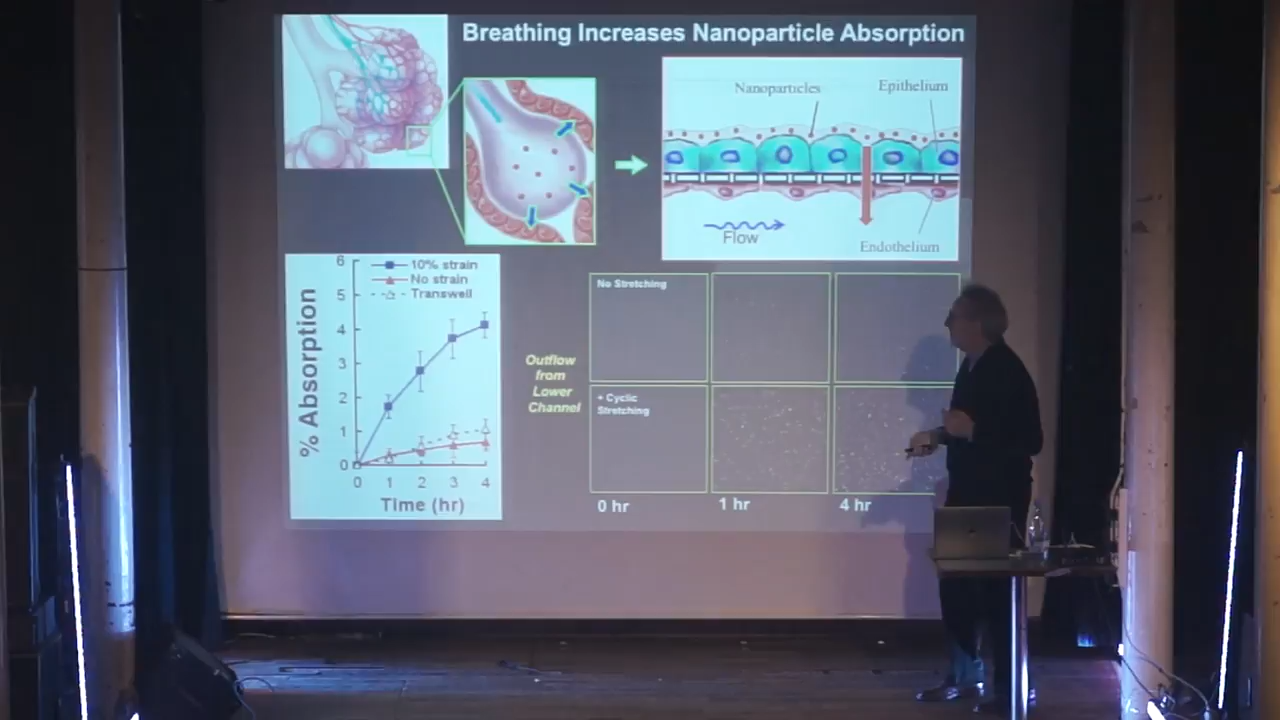 Breathing Increases Nanoparticle Absorption
Nanoparticles
Epithelium
Flow
Endothelium
6
5
4
3
2
1
0
10% strain
No strain
Transwell
% Absorption
0 1 2 3 4
Time (hr)
Outflow
from
Lower
Channel
No Stretching
+ Cyclic
Stretching
0 hr
1 hr
4 hr